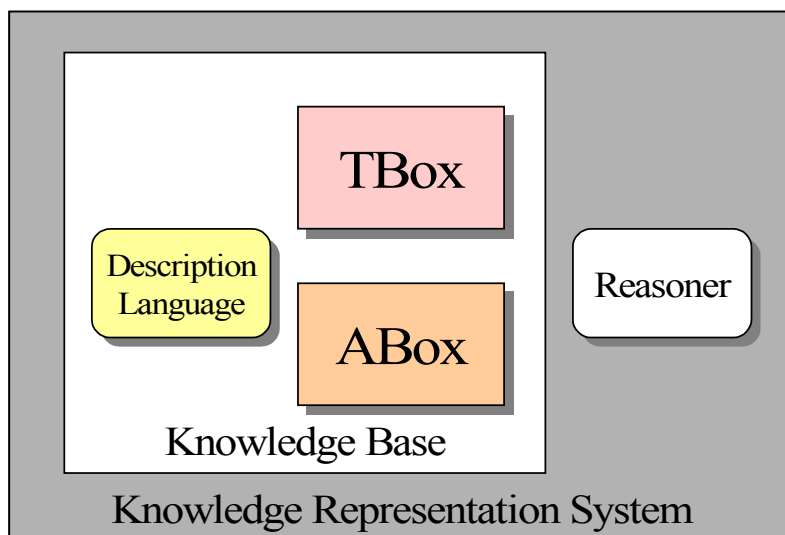 TBox
Description
Language
Reasoner
ABox
Knowledge Base
Knowledge Representation System